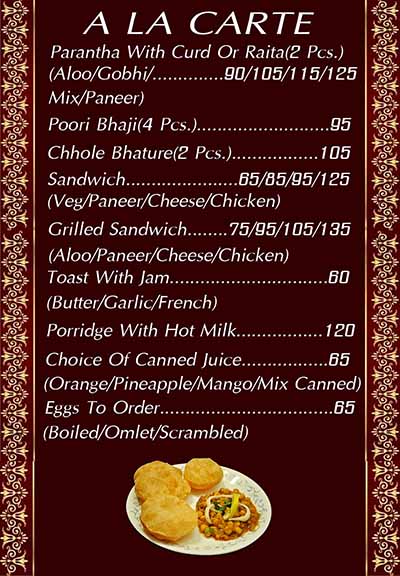 A LA CARTE
Parantha With Curd Or Raita(2 Pcs.)
(Aloo/Gobhi/..............90/105/115/125
Mix/Paneer)
Poori Bhaji(4 Pcs.)..........................95
Chhole Bhature(2 Pcs.).................105
Sandwich......................65/85/95/125
(Veg/Paneer/Cheese/Chicken)
Grilled Sandwich........75/95/105/135
(Aloo/Paneer/Cheese/Chicken)
Toast With Jam...............................60
(Butter/Garlic/French)
Porridge With Hot Milk.................120
Choice Of Canned Juice.................65
(Orange/Pineapple/Mango/Mix Canned)
Eggs To Order..................................65
(Boiled/Omlet/Scrambled)